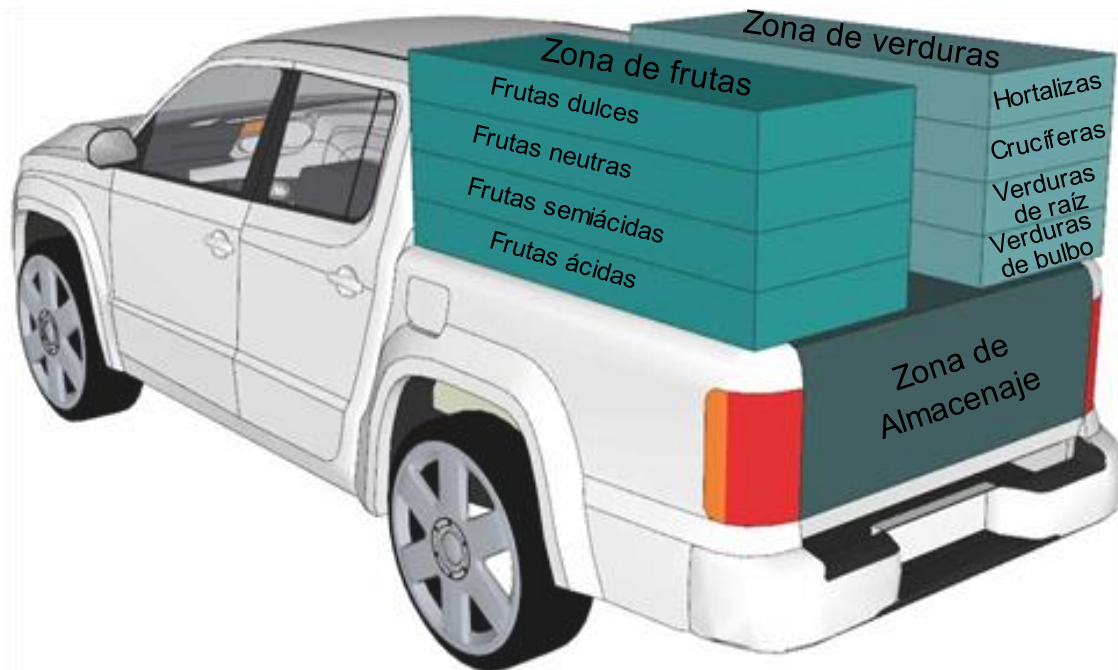 Zona de frutas
Frutas dulces
Frutas neutras
Frutas semiácidas
Frutas ácidas
Zona de verduras
Hortalizas
Crucíferas
Verduras
de raíz
Verduras
de bulbo
Zona de
Almacenaje